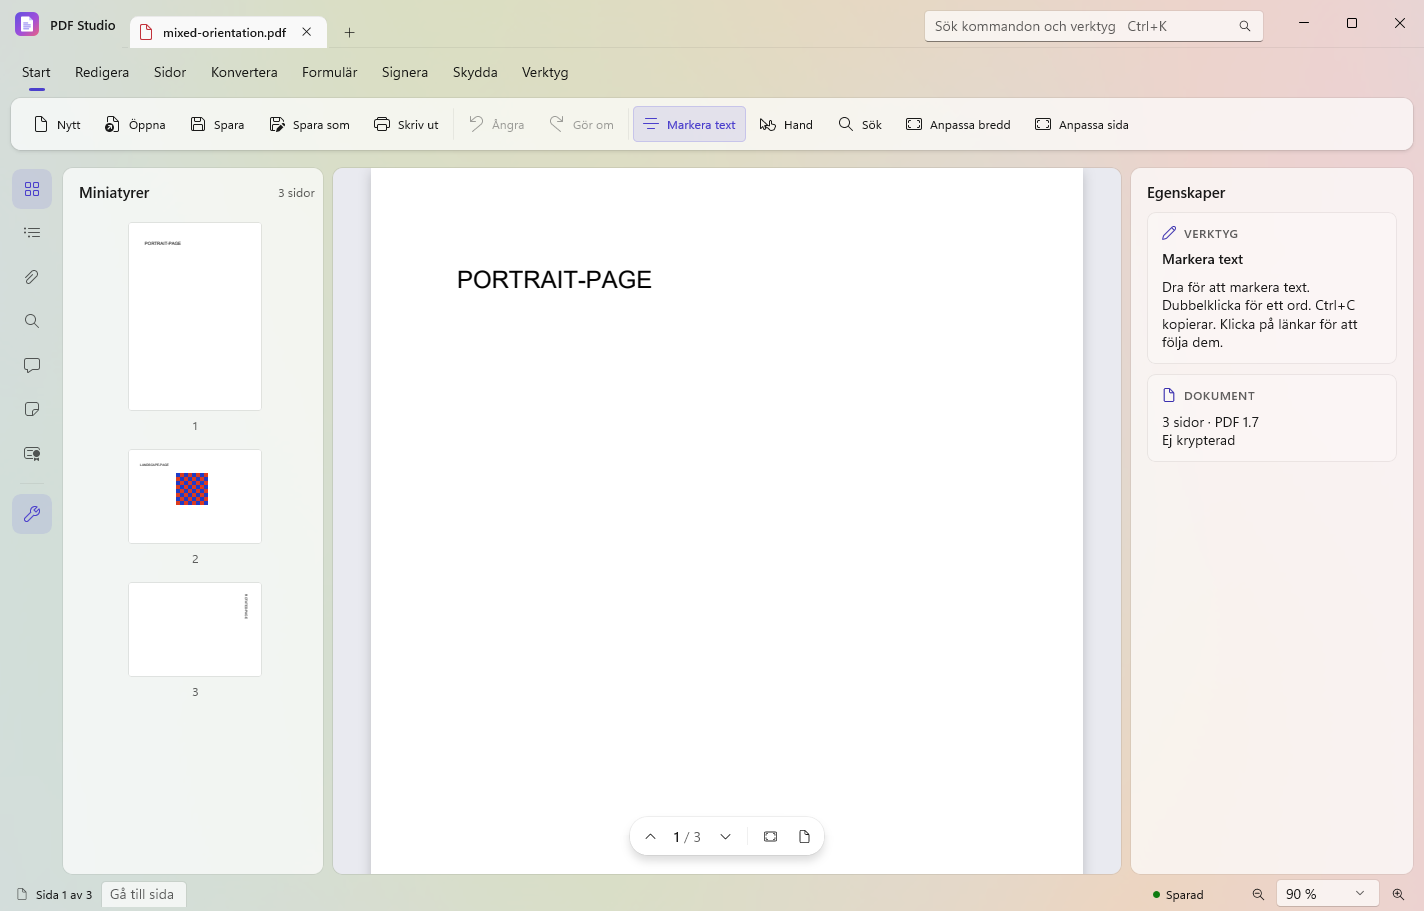 PDF Studio
mixed-orientation.pdf
Sök kommandon och verktyg Ctrl+K
Start Redigera Sidor Konvertera Formulär Signera Skydda Verktyg
Nytt Öppna Spara Spara som Skriv ut Ångra Gör om Markera text Hand Sök Anpassa bredd Anpassa sida
Miniatyrer 3 sidor
PORTRAIT-PAGE
1
LANDSCAPE-PAGE
2
3
PORTRAIT-PAGE
1 / 3
Egenskaper
VERKTYG
Markera text
Dra för att markera text.
Dubbelklicka för ett ord. Ctrl+C
kopierar. Klicka på länkar för att
följa dem.
DOKUMENT
3 sidor · PDF 1.7
Ej krypterad
Sida 1 av 3 Gå till sida
Sparad 90 %